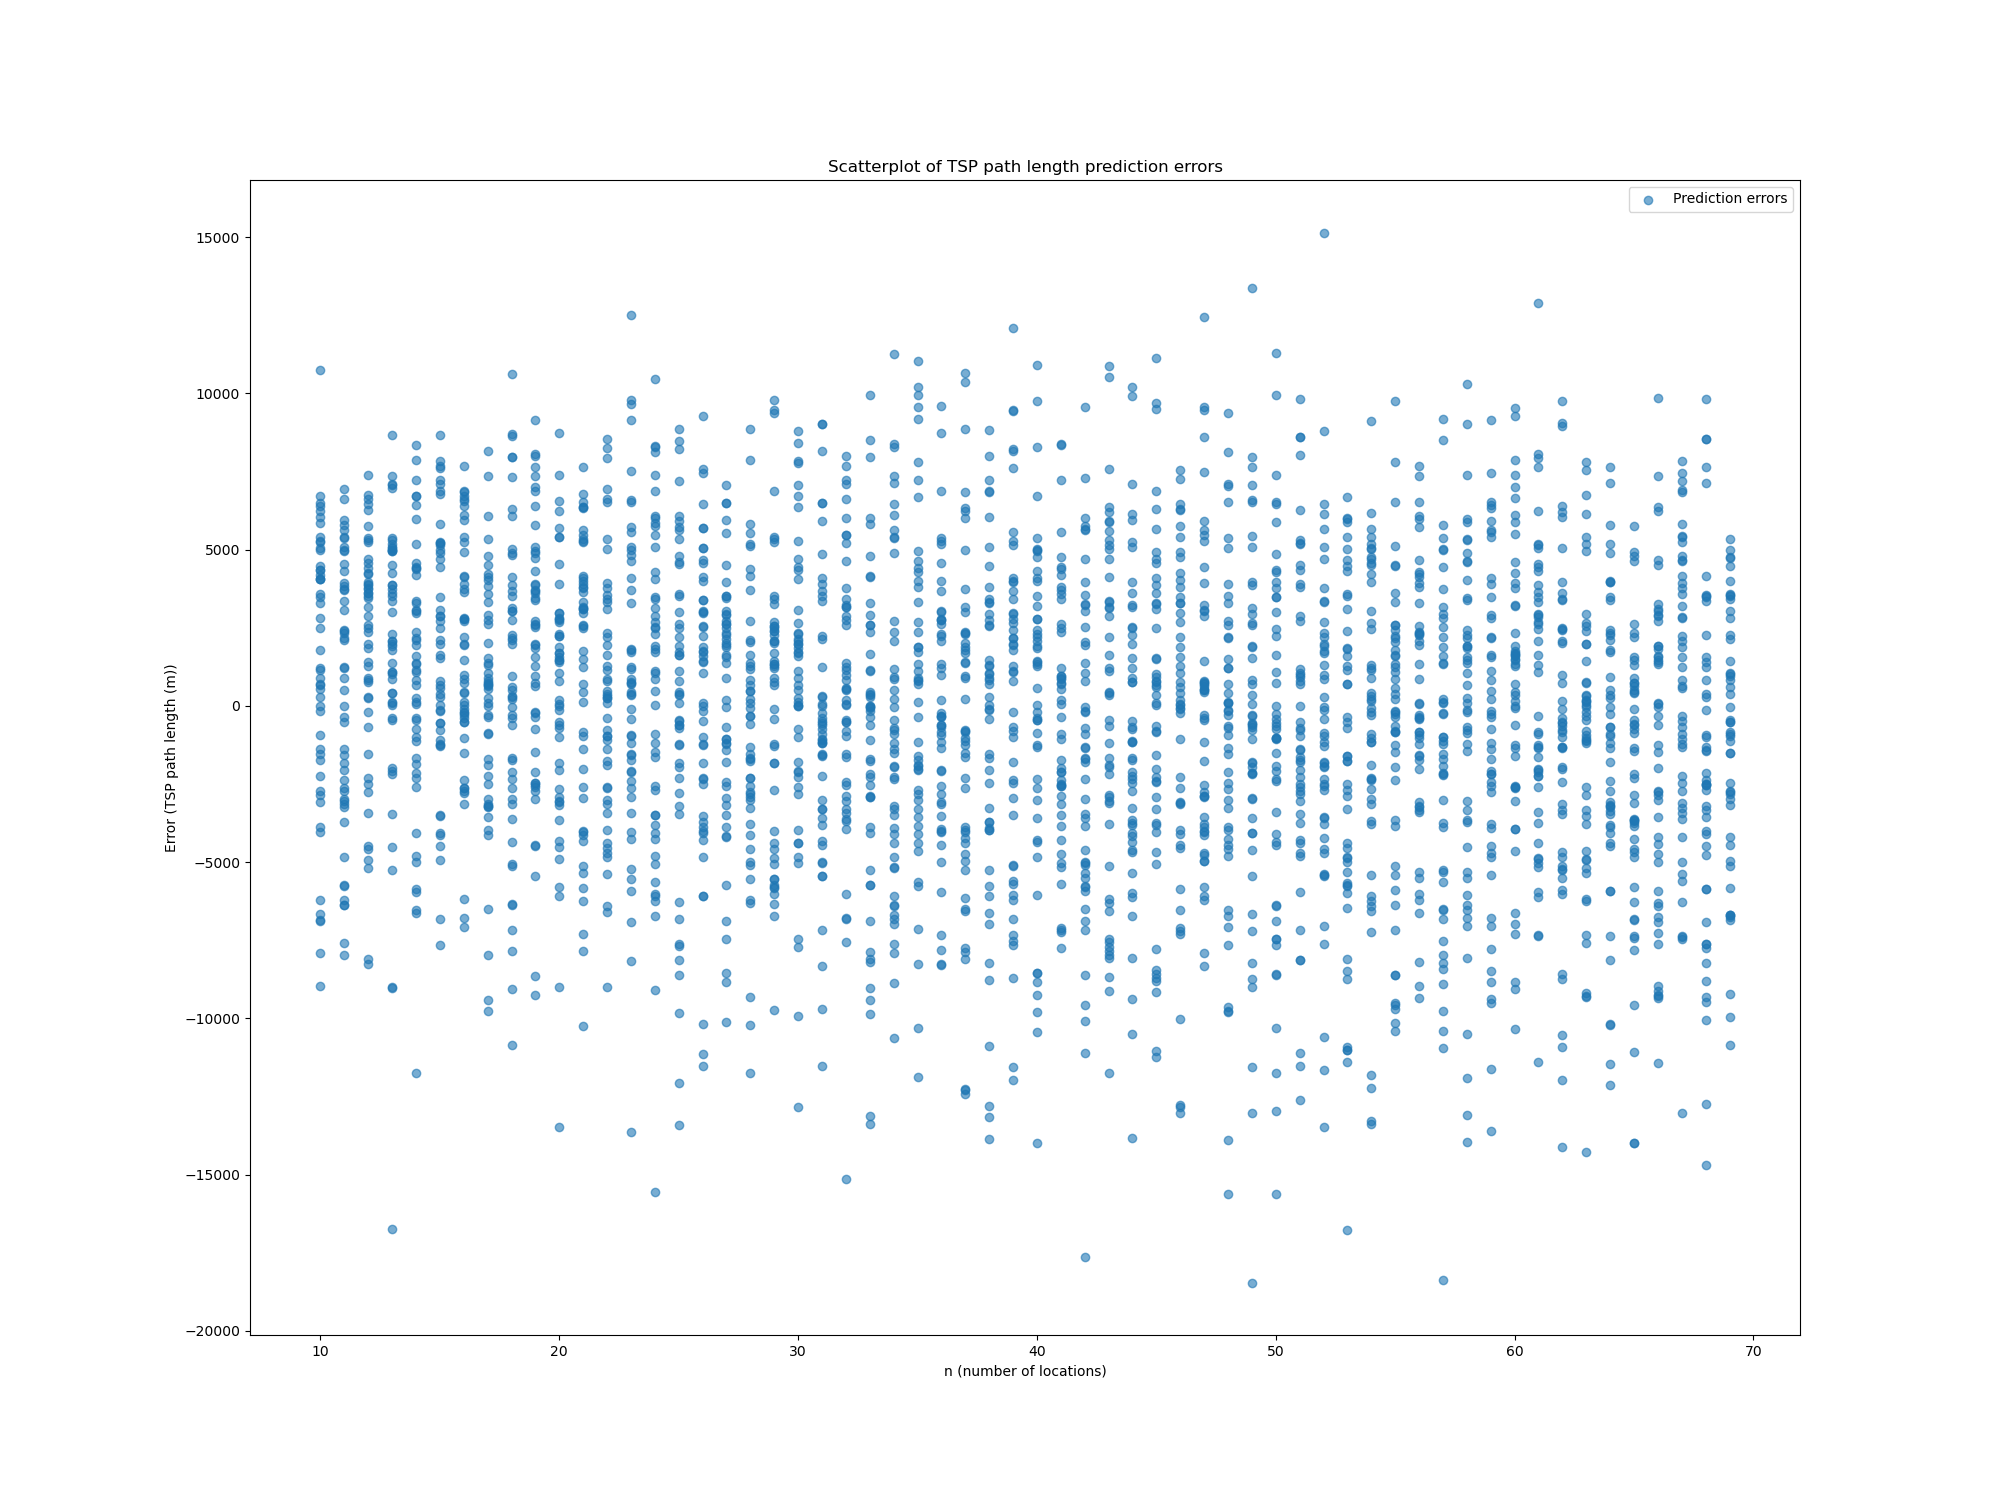 Scatterplot of TSP path length prediction errors
Prediction errors
15000
10000
5000
0
−5000
−10000
−15000
−20000
Error (TSP path length (m))
10 20 30 40 50 60 70
n (number of locations)